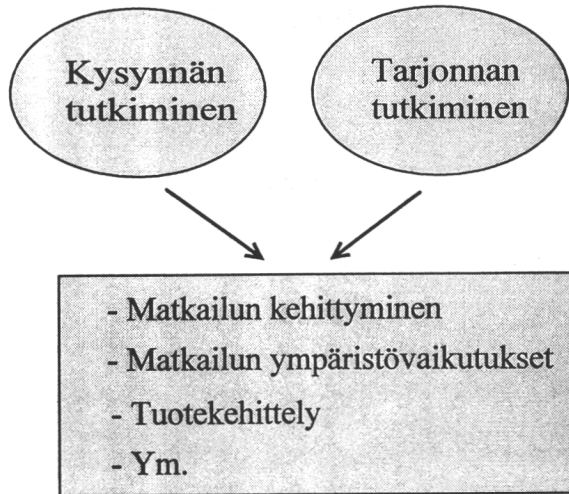 Kysynnän
tutkiminen
Tarjonnan
tutkiminen
- Matkailun kehittyminen
- Matkailun ympäristövaikutukset
- Tuotekehittely
- Ym.